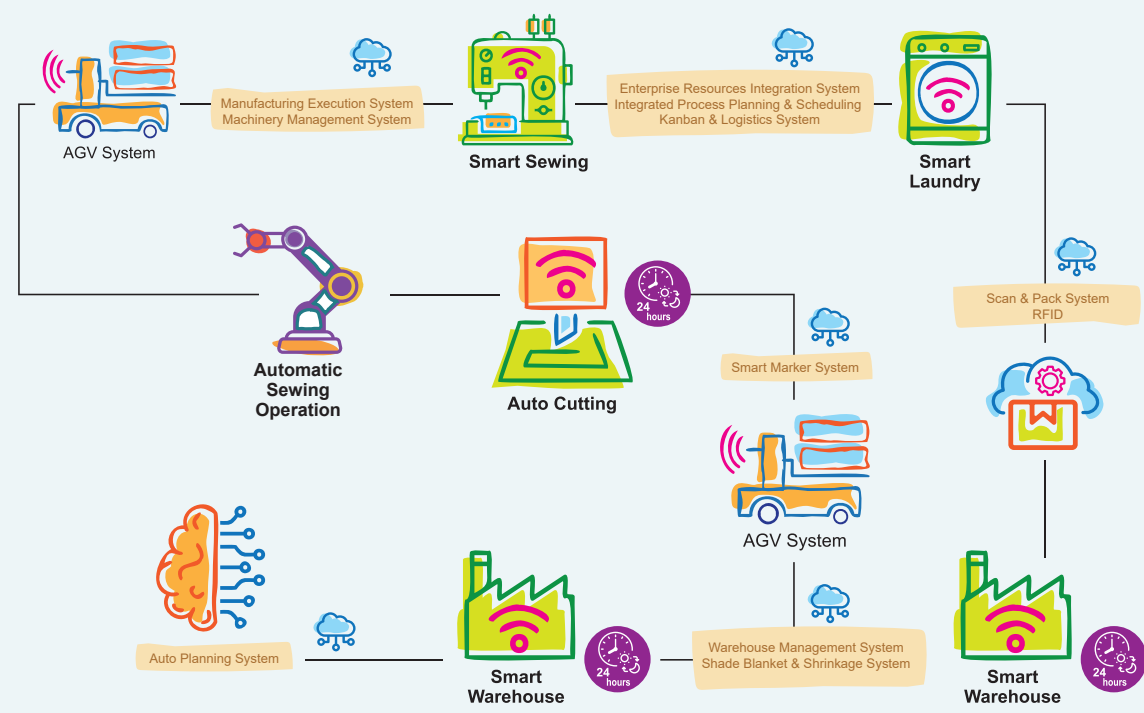 Manufacturing Execution System
Machinery Management System
AGV System
Smart Sewing
Enterprise Resources Integration System
Integrated Process Planning & Scheduling
Kanban & Logistics System
Smart
Laundry
Automatic
Sewing
Operation
Auto Cutting
24
hours
Smart Marker System
Scan & Pack System
RFID
AGV System
Auto Planning System
Smart
Warehouse
24
hours
Warehouse Management System
Shade Blanket & Shrinkage System
Smart
Warehouse
24
hours